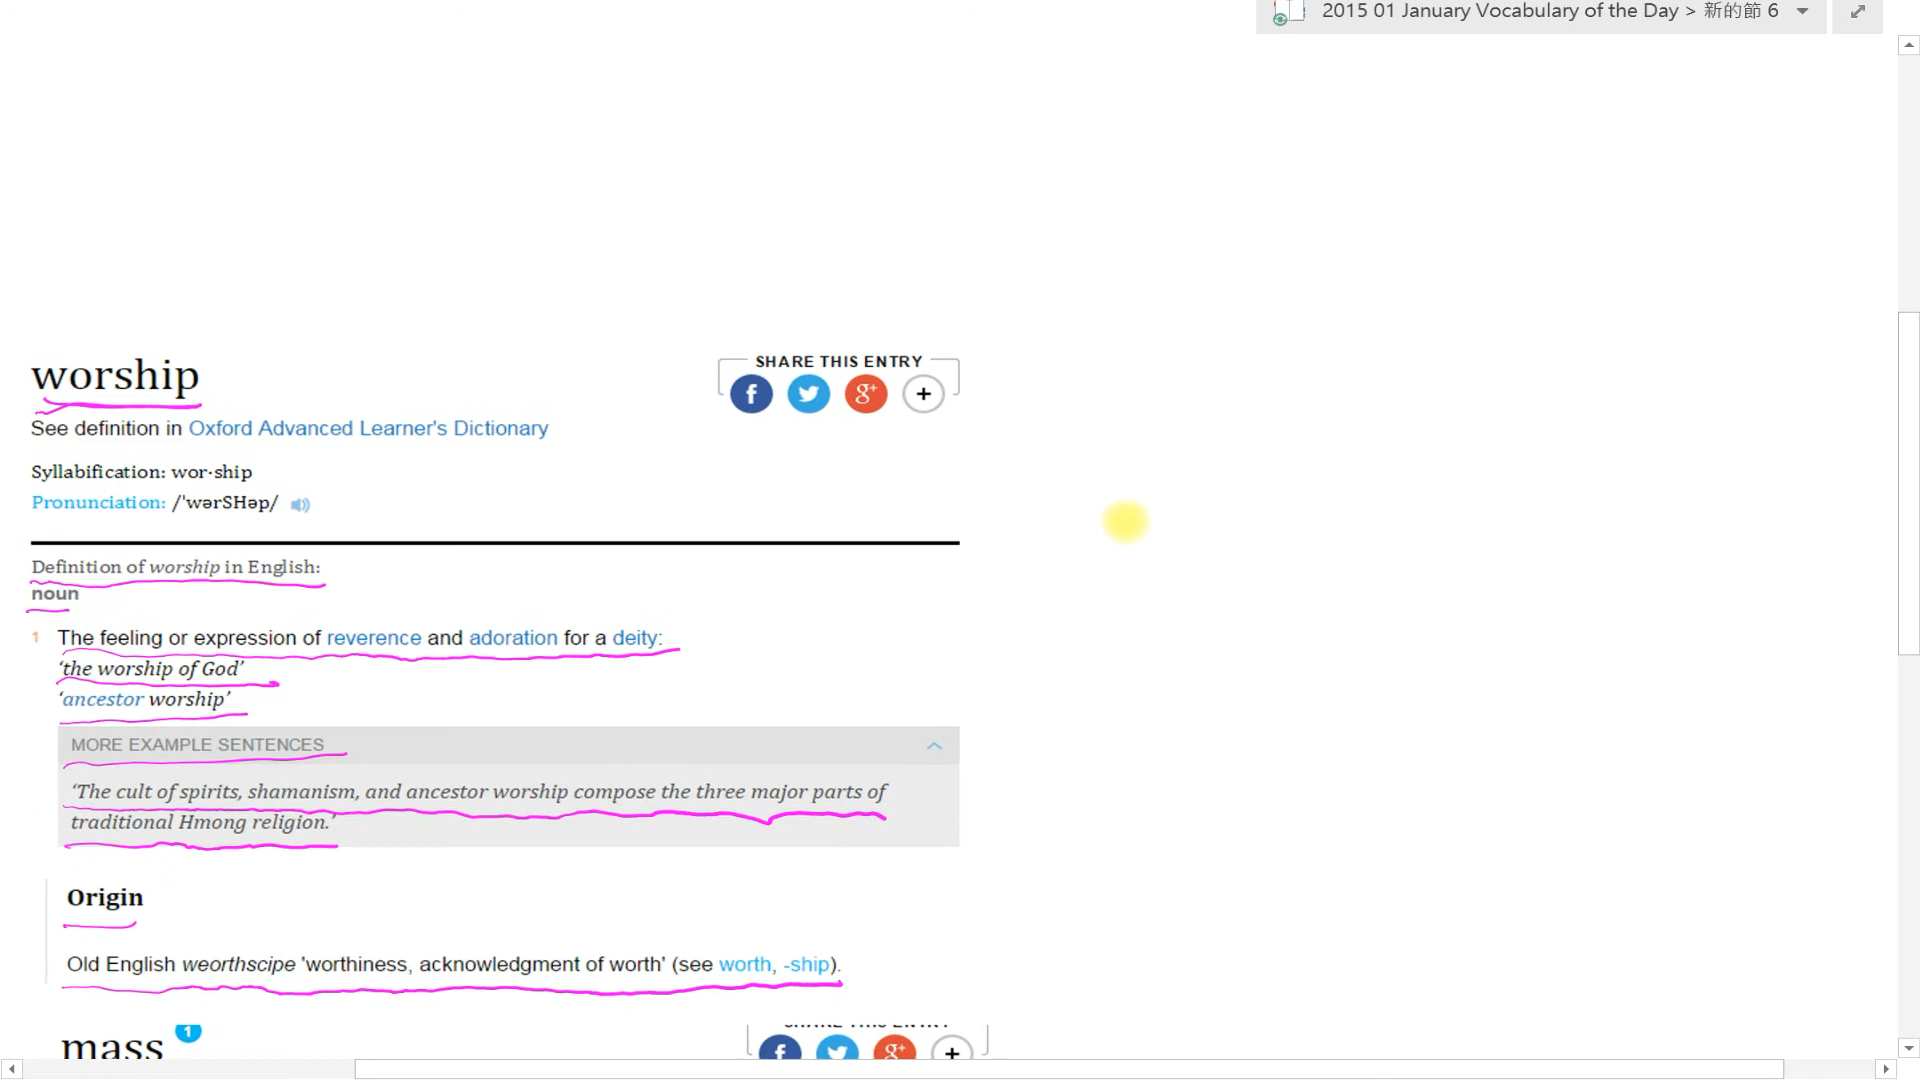 2015 01 January Vocabulary of the Day > 新的節 6
worship
SHARE THIS ENTRY
f g+ +
See definition in Oxford Advanced Learner's Dictionary
Syllabification: wor·ship
Pronunciation: /ˈwərSHəp/
Definition of worship in English:
noun
1 The feeling or expression of reverence and adoration for a deity:
‘the worship of God’
‘ancestor worship’
MORE EXAMPLE SENTENCES
‘The cult of spirits, shamanism, and ancestor worship compose the three major parts of
traditional Hmong religion.’
Origin
Old English weorthscipe 'worthiness, acknowledgment of worth' (see worth, -ship).
mass 1
SHARE THIS ENTRY
f g+ +